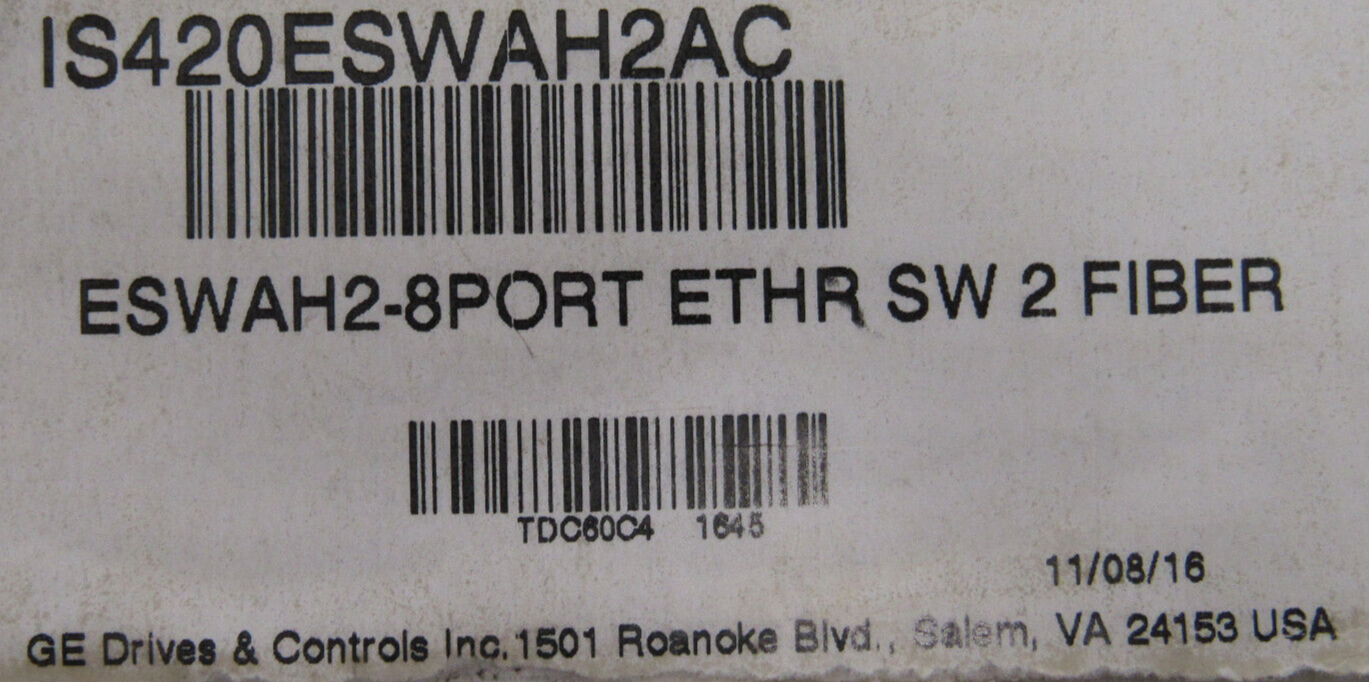 IS420ESWAH2AC
ESWAH2-8PORT ETHR SW 2 FIBER
TDC60C4 1645
11/08/16
GE Drives & Controls Inc. 1501 Roanoke Blvd., Salem, VA 24153 USA